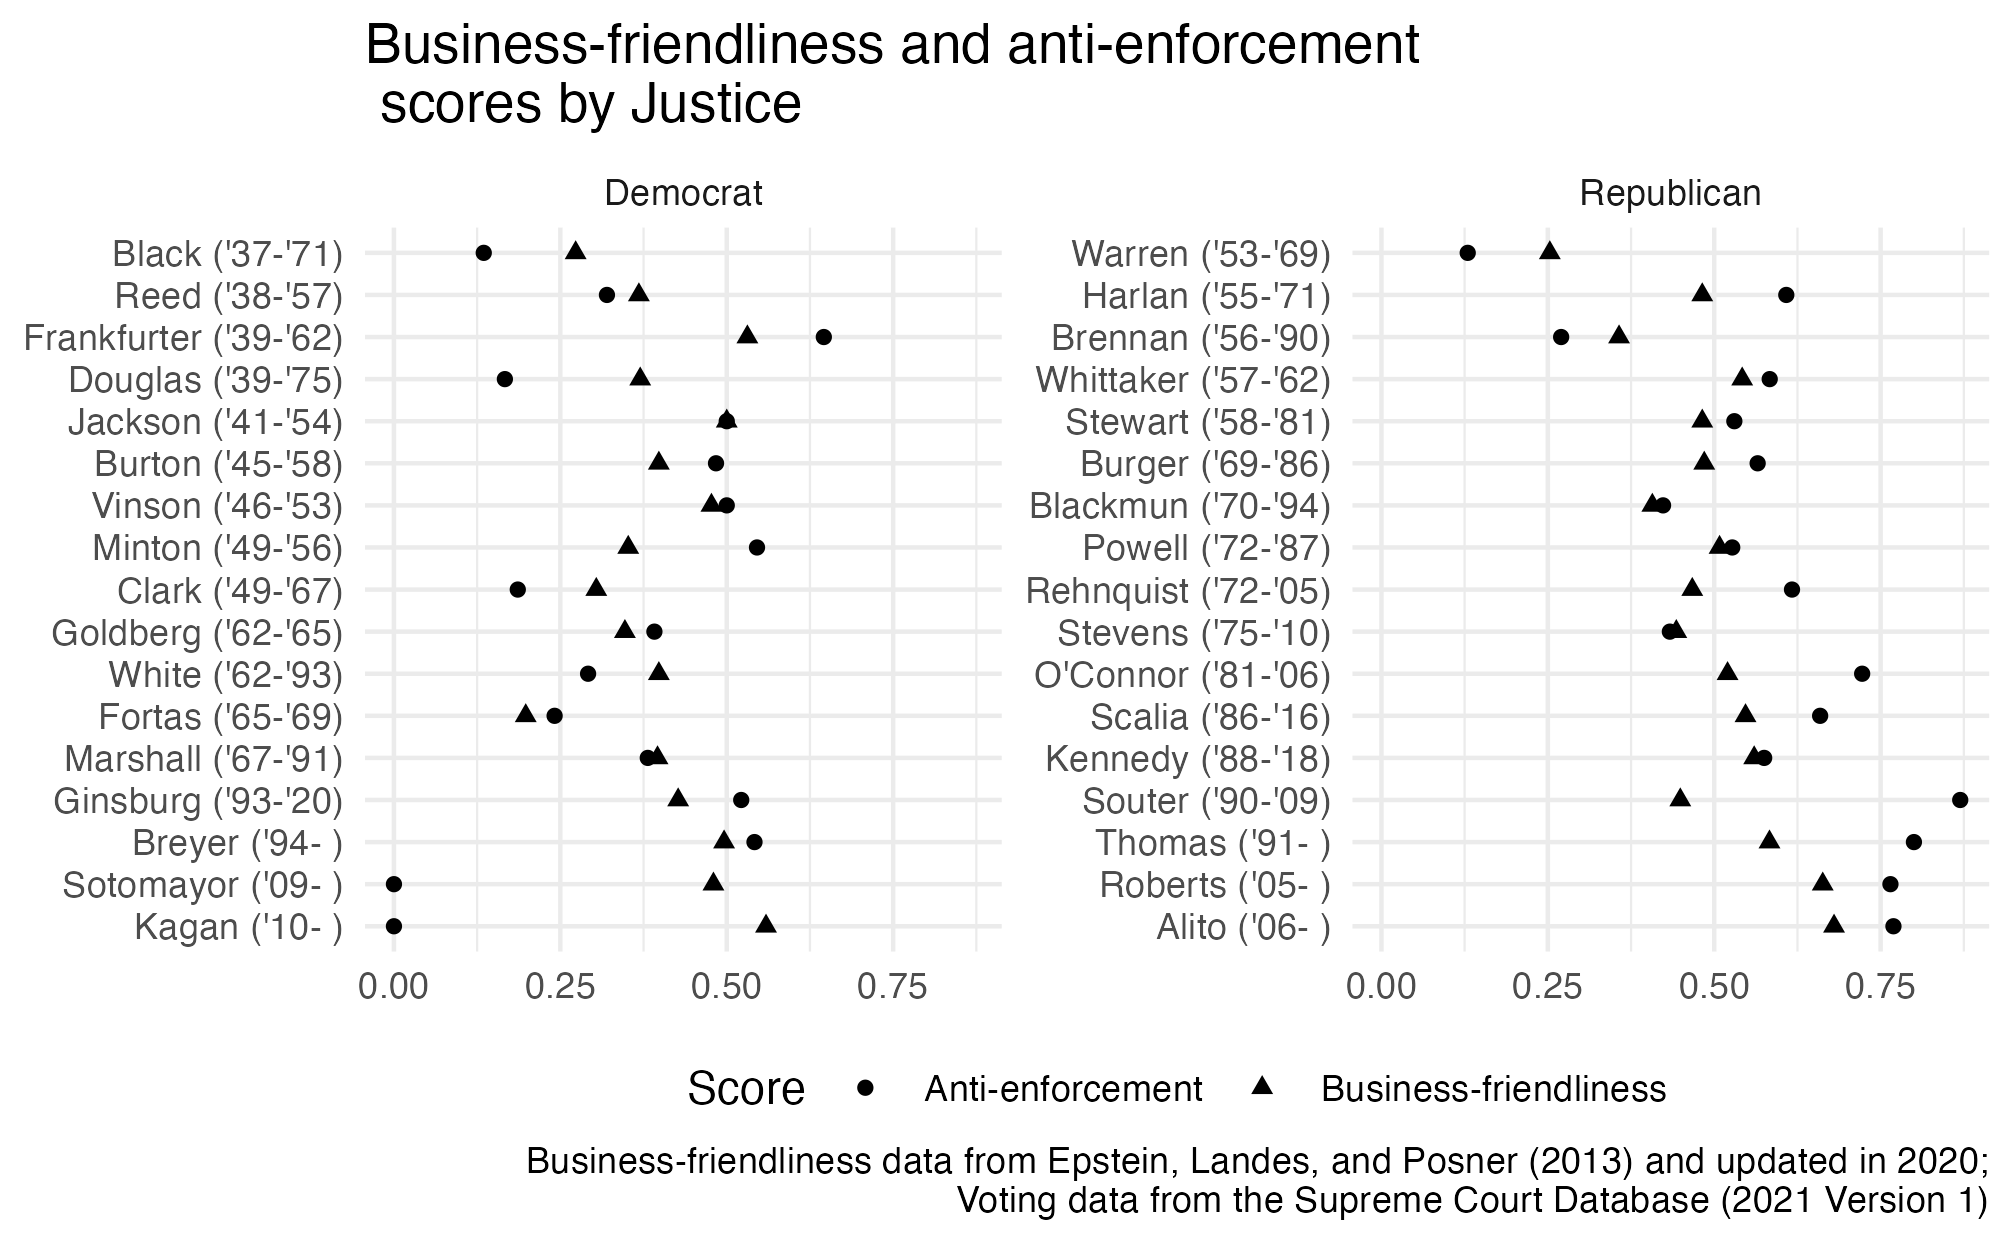 Business-friendliness and anti-enforcement
scores by Justice
Democrat
Black ('37-'71)
Reed ('38-'57)
Frankfurter ('39-'62)
Douglas ('39-'75)
Jackson ('41-'54)
Burton ('45-'58)
Vinson ('46-'53)
Minton ('49-'56)
Clark ('49-'67)
Goldberg ('62-'65)
White ('62-'93)
Fortas ('65-'69)
Marshall ('67-'91)
Ginsburg ('93-'20)
Breyer ('94- )
Sotomayor ('09- )
Kagan ('10- )
0.00 0.25 0.50 0.75
Republican
Warren ('53-'69)
Harlan ('55-'71)
Brennan ('56-'90)
Whittaker ('57-'62)
Stewart ('58-'81)
Burger ('69-'86)
Blackmun ('70-'94)
Powell ('72-'87)
Rehnquist ('72-'05)
Stevens ('75-'10)
O'Connor ('81-'06)
Scalia ('86-'16)
Kennedy ('88-'18)
Souter ('90-'09)
Thomas ('91- )
Roberts ('05- )
Alito ('06- )
0.00 0.25 0.50 0.75
Score Anti-enforcement Business-friendliness
Business-friendliness data from Epstein, Landes, and Posner (2013) and updated in 2020;
Voting data from the Supreme Court Database (2021 Version 1)